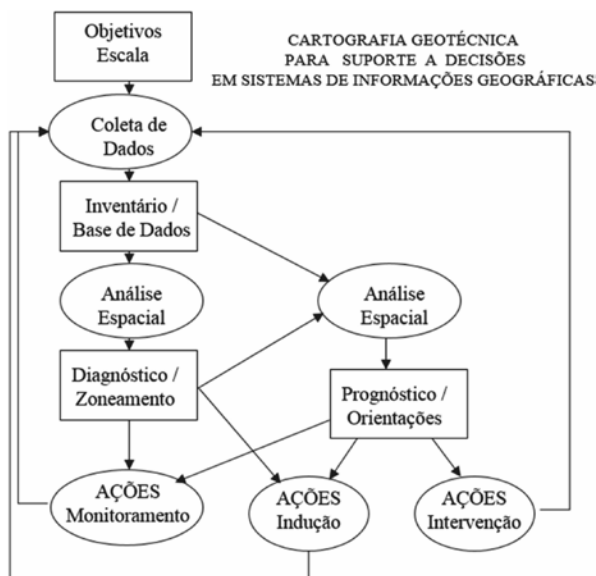 Objetivos
Escala
CARTOGRAFIA GEOTÉCNICA
PARA SUPORTE A DECISÕES
EM SISTEMAS DE INFORMAÇÕES GEOGRÁFICAS
Coleta de
Dados
Inventário /
Base de Dados
Análise
Espacial
Análise
Espacial
Diagnóstico /
Zoneamento
Prognóstico /
Orientações
AÇÕES
Monitoramento
AÇÕES
Indução
AÇÕES
Intervenção